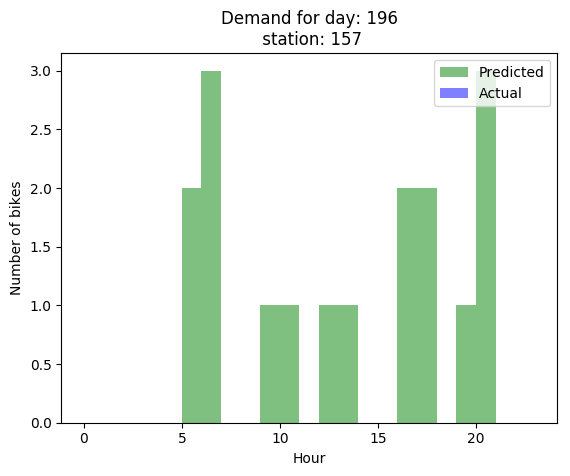 Demand for day: 196
station: 157
Predicted
Actual
3.0
2.5
2.0
1.5
1.0
0.5
0.0
Number of bikes
0
5
10
15
20
Hour